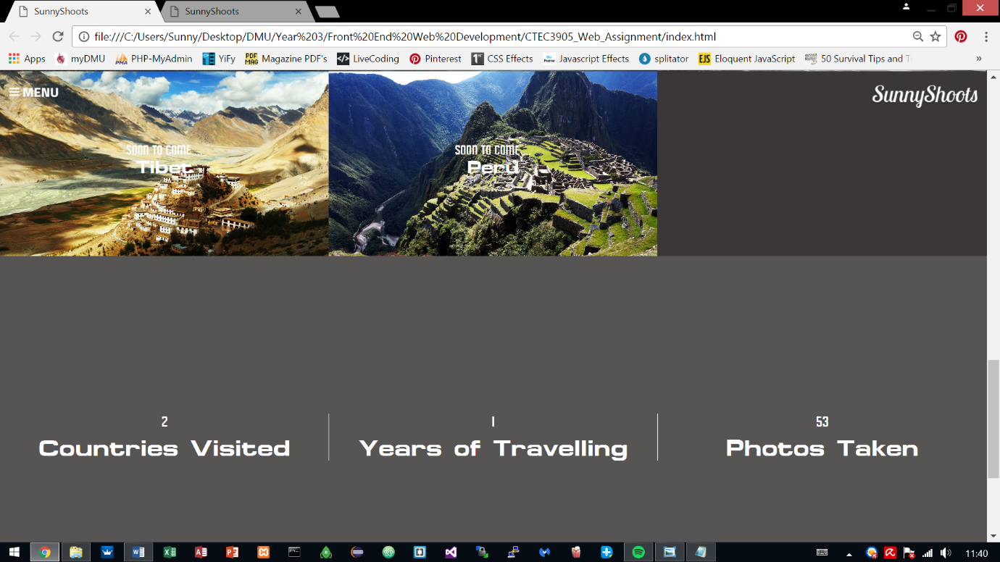 SunnyShoots
SunnyShoots
file:///C:/Users/Sunny/Desktop/DMU/Year%203/Front%20End%20Web%20Development/CTEC3905_Web_Assignment/index.html
Apps myDMU PHP-MyAdmin YiFy Magazine PDF's LiveCoding Pinterest CSS Effects Javascript Effects splitator Eloquent JavaScript 50 Survival Tips and T »
MENU
SunnyShoots
SOON TO COME...
Tibet
SOON TO COME...
Peru
2
Countries Visited
1
Years of Travelling
53
Photos Taken
11:40